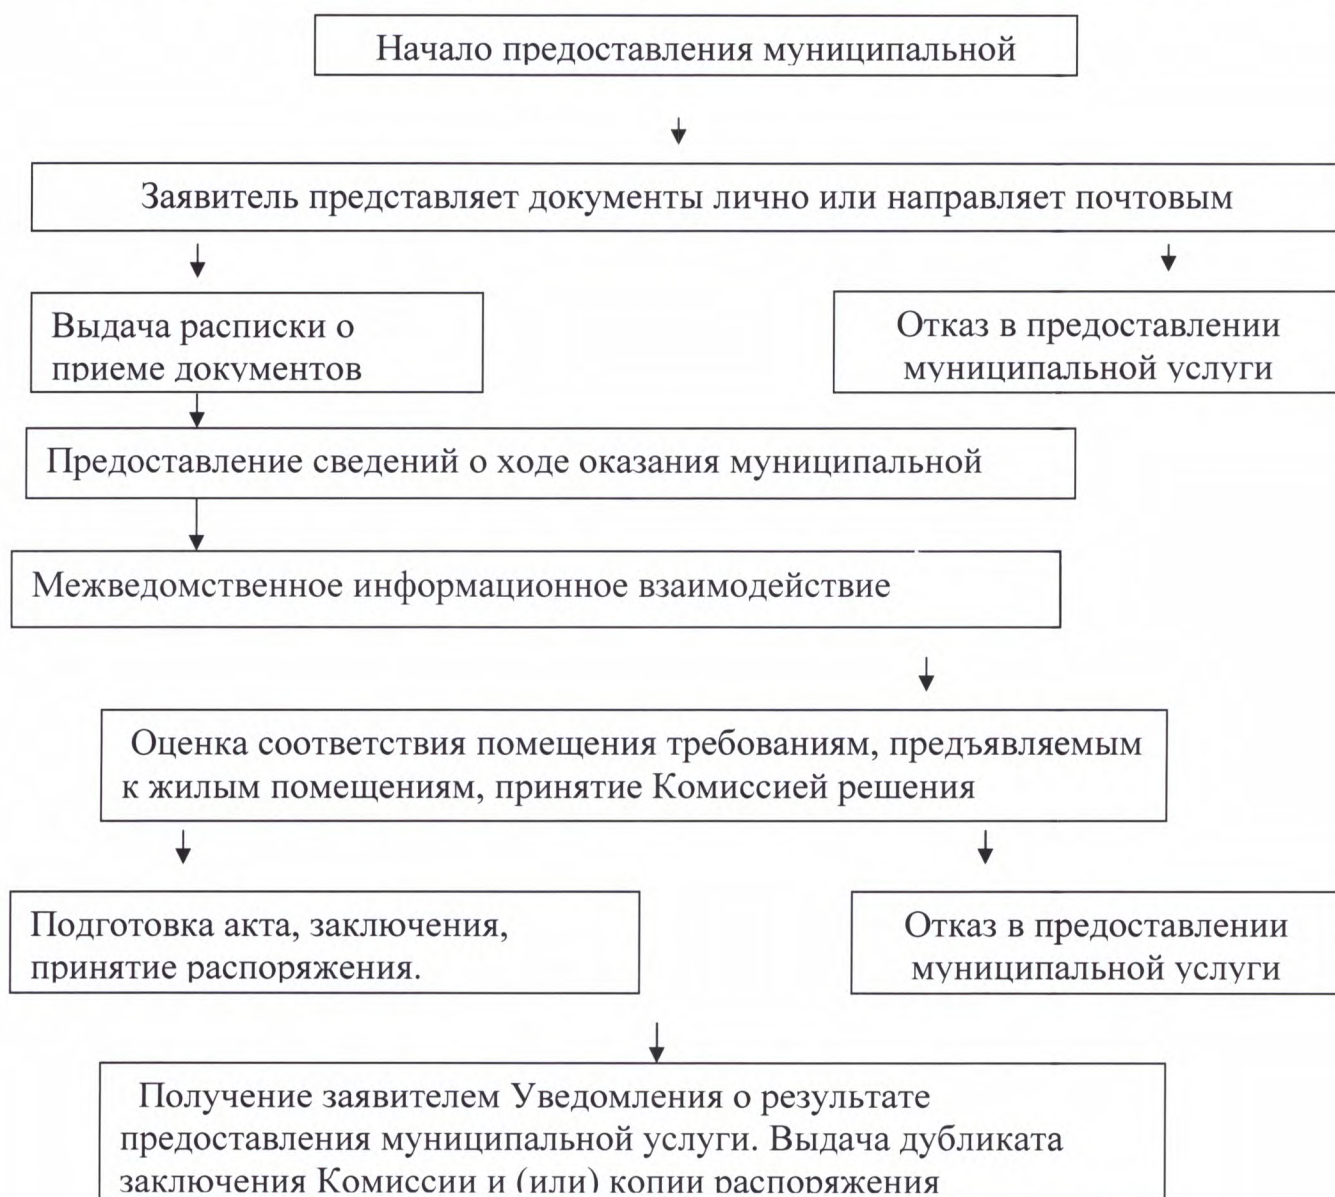 Начало предоставления муниципальной
Заявитель представляет документы лично или направляет почтовым
Выдача расписки о
приеме документов
Отказ в предоставлении
муниципальной услуги
Предоставление сведений о ходе оказания муниципальной
Межведомственное информационное взаимодействие
Оценка соответствия помещения требованиям, предъявляемым
к жилым помещениям, принятие Комиссией решения
Подготовка акта, заключения,
принятие распоряжения.
Отказ в предоставлении
муниципальной услуги
Получение заявителем Уведомления о результате
предоставления муниципальной услуги. Выдача дубликата
заключения Комиссии и (или) копии распоряжения